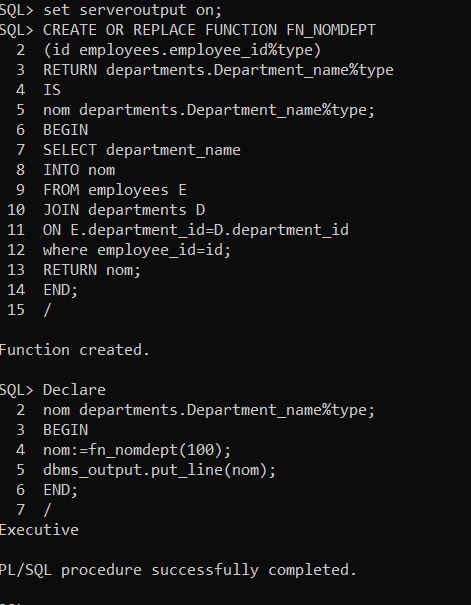 SQL> set serveroutput on;
SQL> CREATE OR REPLACE FUNCTION FN_NOMDEPT
2 (id employees.employee_id%type)
3 RETURN departments.Department_name%type
4 IS
5 nom departments.Department_name%type;
6 BEGIN
7 SELECT department_name
8 INTO nom
9 FROM employees E
10 JOIN departments D
11 ON E.department_id=D.department_id
12 where employee_id=id;
13 RETURN nom;
14 END;
15 /
Function created.
SQL> Declare
2 nom departments.Department_name%type;
3 BEGIN
4 nom:=fn_nomdept(100);
5 dbms_output.put_line(nom);
6 END;
7 /
Executive
PL/SQL procedure successfully completed.